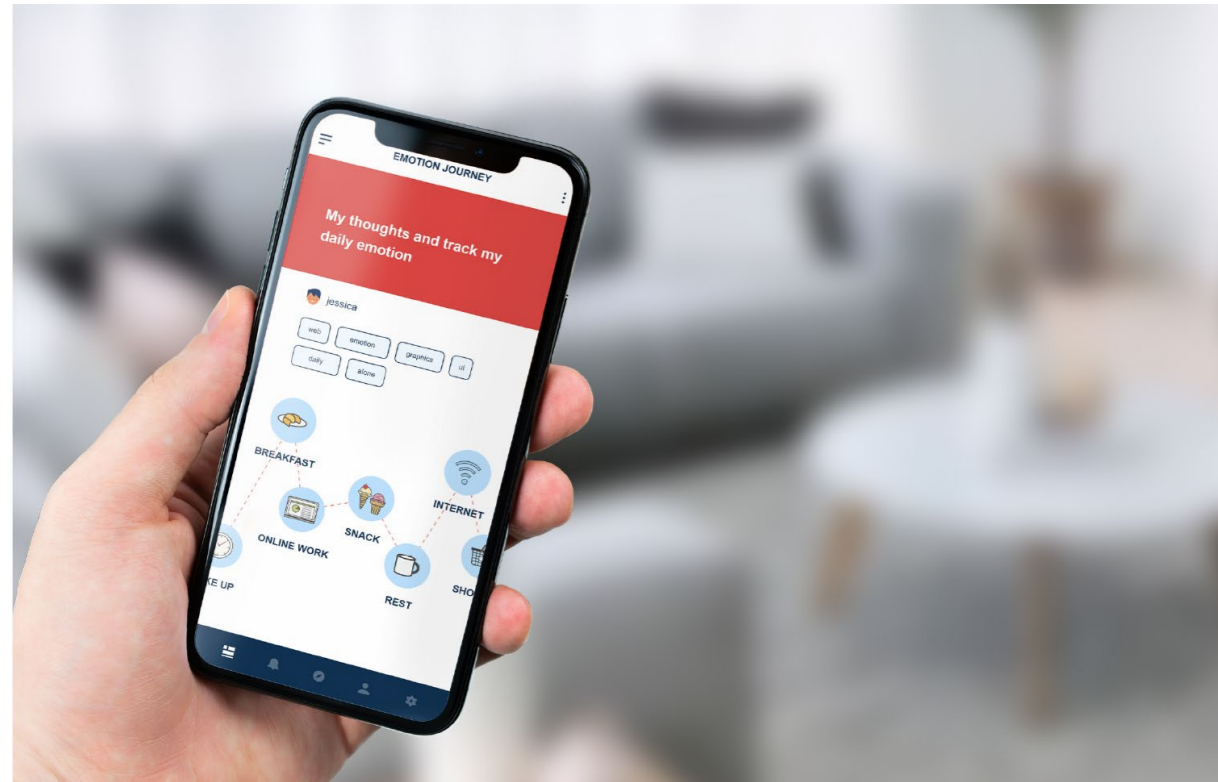 EMOTION JOURNEY
My thoughts and track my
daily emotion
jessica
web emotion graphics ui
daily alone
BREAKFAST
INTERNET
ONLINE WORK
SNACK
KE UP
REST
SHO